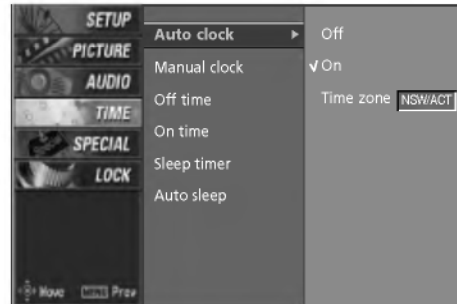 SETUP
PICTURE
AUDIO
TIME
SPECIAL
LOCK
Move MENU Prev
Auto clock ▶
Manual clock
Off time
On time
Sleep timer
Auto sleep
Off
√ On
Time zone NSW/ACT